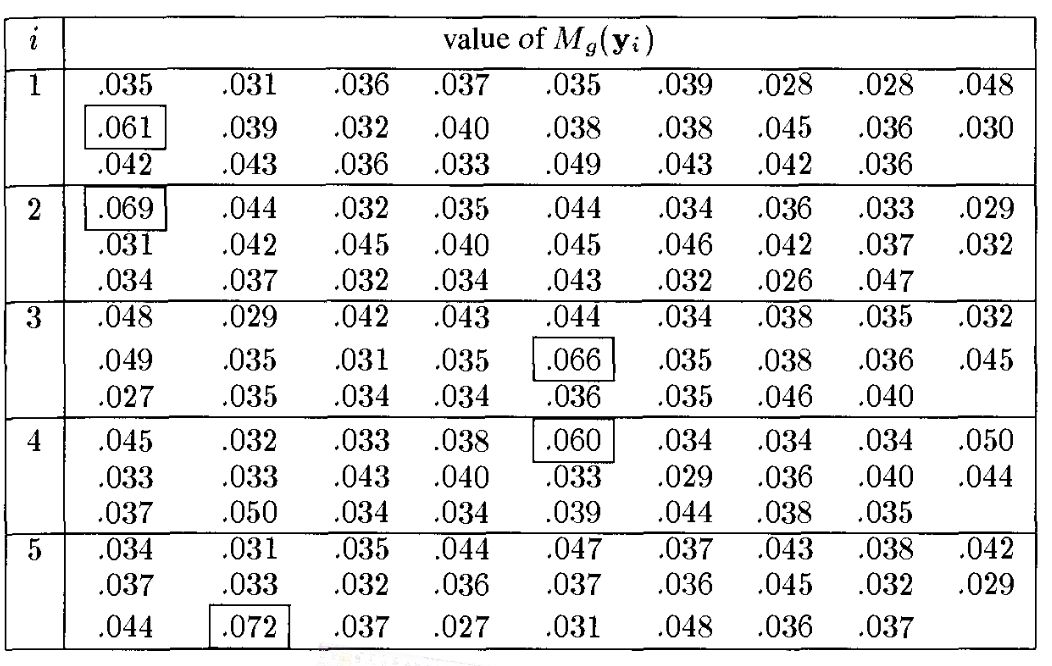 i value of M_g(y_i)
1 .035 .031 .036 .037 .035 .039 .028 .028 .048
.061 .039 .032 .040 .038 .038 .045 .036 .030
.042 .043 .036 .033 .049 .043 .042 .036
2 .069 .044 .032 .035 .044 .034 .036 .033 .029
.031 .042 .045 .040 .045 .046 .042 .037 .032
.034 .037 .032 .034 .043 .032 .026 .047
3 .048 .029 .042 .043 .044 .034 .038 .035 .032
.049 .035 .031 .035 .066 .035 .038 .036 .045
.027 .035 .034 .034 .036 .035 .046 .040
4 .045 .032 .033 .038 .060 .034 .034 .034 .050
.033 .033 .043 .040 .033 .029 .036 .040 .044
.037 .050 .034 .034 .039 .044 .038 .035
5 .034 .031 .035 .044 .047 .037 .043 .038 .042
.037 .033 .032 .036 .037 .036 .045 .032 .029
.044 .072 .037 .027 .031 .048 .036 .037